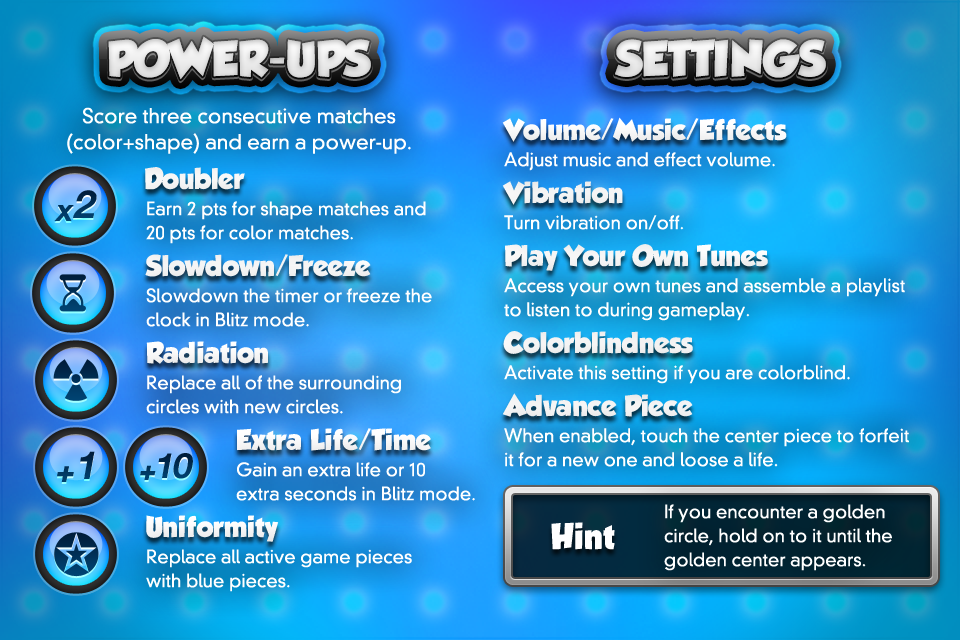 POWER-UPS
Score three consecutive matches
(color+shape) and earn a power-up.
x2
Doubler
Earn 2 pts for shape matches and
20 pts for color matches.
Slowdown/Freeze
Slowdown the timer or freeze the
clock in Blitz mode.
Radiation
Replace all of the surrounding
circles with new circles.
+1 +10
Extra Life/Time
Gain an extra life or 10
extra seconds in Blitz mode.
Uniformity
Replace all active game pieces
with blue pieces.
SETTINGS
Volume/Music/Effects
Adjust music and effect volume.
Vibration
Turn vibration on/off.
Play Your Own Tunes
Access your own tunes and assemble a playlist
to listen to during gameplay.
Colorblindness
Activate this setting if you are colorblind.
Advance Piece
When enabled, touch the center piece to forfeit
it for a new one and loose a life.
Hint
If you encounter a golden
circle, hold on to it until the
golden center appears.